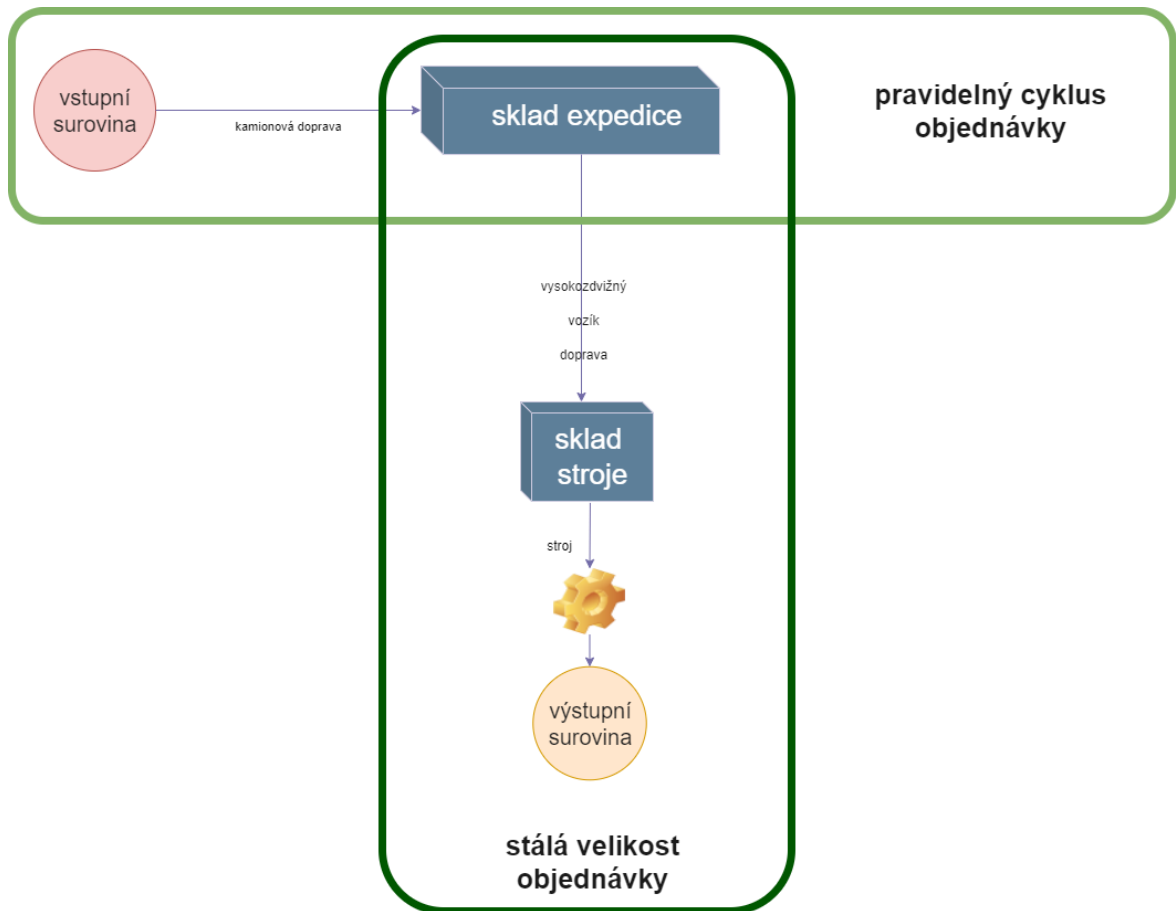 vstupní
surovina
kamionová doprava
sklad expedice
pravidelný cyklus
objednávky
vysokozdvižný
vozík
doprava
sklad
stroje
stroj
výstupní
surovina
stálá velikost
objednávky